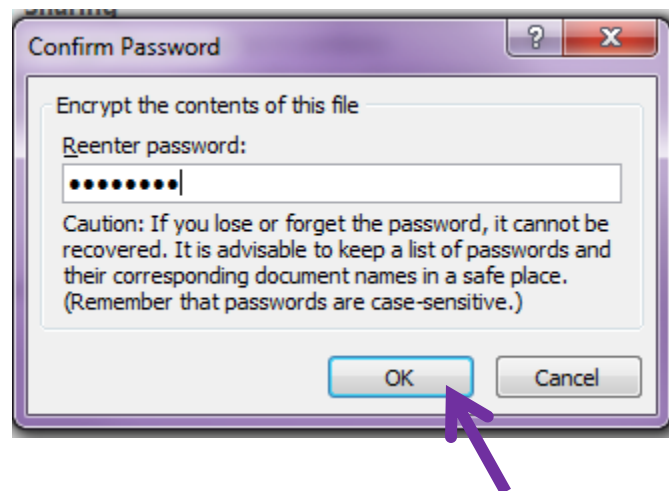 Sharing
Confirm Password
?
X
Encrypt the contents of this file
Reenter password:
••••••••
Caution: If you lose or forget the password, it cannot be
recovered. It is advisable to keep a list of passwords and
their corresponding document names in a safe place.
(Remember that passwords are case-sensitive.)
OK
Cancel